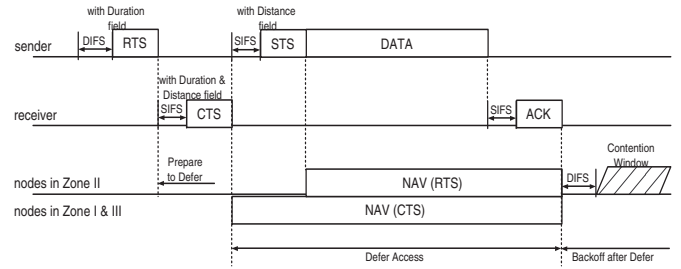 with Duration
field
with Distance
field
sender
DIFS
RTS
SIFS
STS
DATA
with Duration &
Distance field
receiver
SIFS
CTS
SIFS
ACK
Prepare
to Defer
Contention
Window
nodes in Zone II
NAV (RTS)
DIFS
nodes in Zone I & III
NAV (CTS)
Defer Access
Backoff after Defer